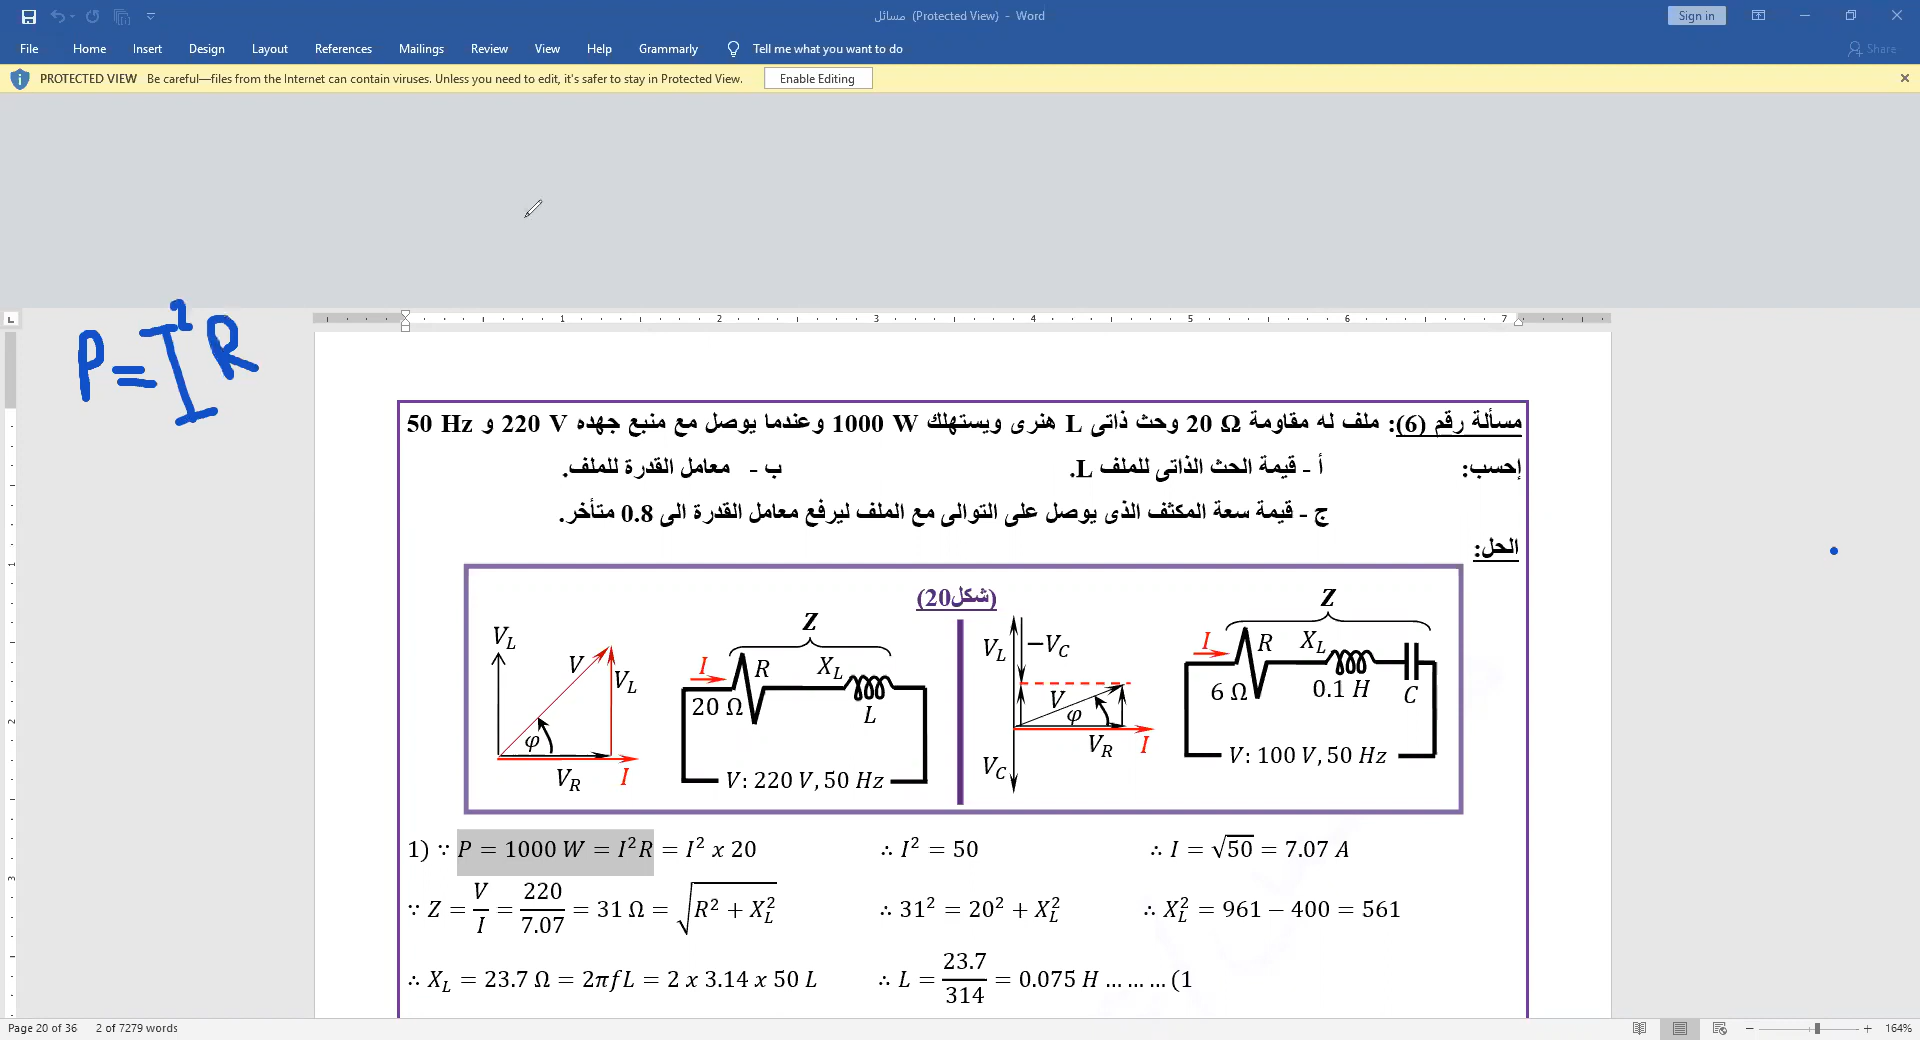 مسائل (Protected View) - Word
Sign in
File Home Insert Design Layout References Mailings Review View Help Grammarly Tell me what you want to do Share
PROTECTED VIEW Be careful—files from the Internet can contain viruses. Unless you need to edit, it's safer to stay in Protected View. Enable Editing
P = I² R
1 2 3 4 5 6 7
مسألة رقم (6): ملف له مقاومة 20 Ω وحث ذاتى L هنرى ويستهلك 1000 W وعندما يوصل مع منبع جهده 220 V و 50 Hz
إحسب: أ - قيمة الحث الذاتى للملف L. ب - معامل القدرة للملف.
ج - قيمة سعة المكثف الذى يوصل على التوالى مع الملف ليرفع معامل القدرة الى 0.8 متأخر.
الحل:
(شكل20)
V_L V V_L φ V_R I
Z I R X_L 20 Ω L V: 220 V, 50 Hz
V_L −V_C V φ V_R I V_C
Z I R X_L 6 Ω 0.1 H C V: 100 V, 50 Hz
1) ∵ P = 1000 W = I²R = I² x 20 ∴ I² = 50 ∴ I = √50 = 7.07 A
∵ Z = V/I = 220/7.07 = 31 Ω = √(R² + X_L²) ∴ 31² = 20² + X_L² ∴ X_L² = 961 − 400 = 561
∴ X_L = 23.7 Ω = 2πfL = 2 x 3.14 x 50 L ∴ L = 23.7/314 = 0.075 H … … … (1
Page 20 of 36 2 of 7279 words 164%